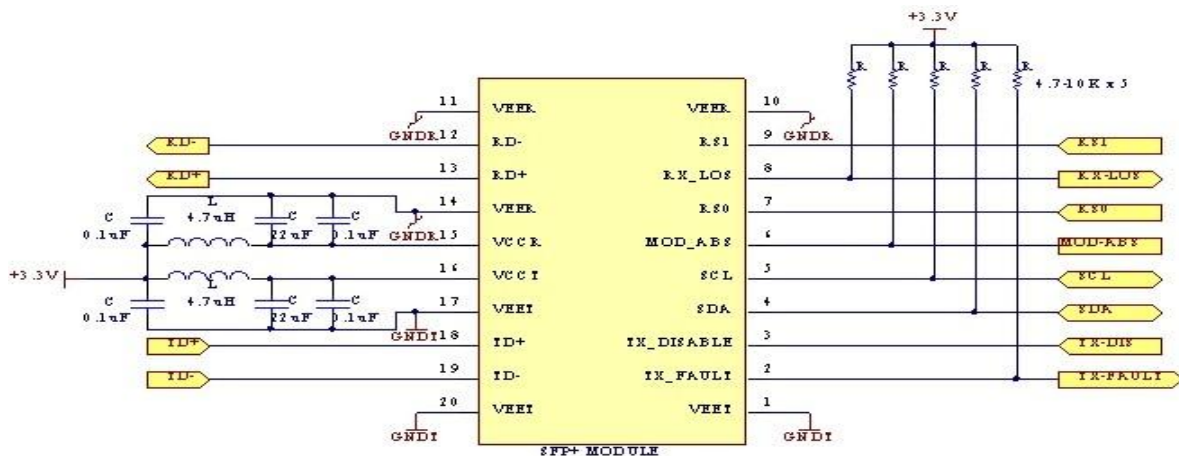 +3.3V
R R R R R
4.7-10K x 5
11 VEER VEER 10
GNDR GNDR
RD- 12 RD- RS1 9 RS1
RD+ 13 RD+ RX_LOS 8 RX-LOS
L
C 4.7uH C C 14 VEER RS0 7 RS0
0.1uF 22uF 0.1uF GNDR 15 VCCR MOD_ABS 6 MOD-ABS
+3.3V 16 VCCT SCL 5 SCL
L
C 4.7uH C C 17 VEET SDA 4 SDA
0.1uF 22uF 0.1uF GNDT
TD+ 18 TD+ TX_DISABLE 3 TX-DIS
TD- 19 TD- TX_FAULT 2 TX-FAULT
20 VEET VEET 1
GNDT GNDT
SFP+ MODULE